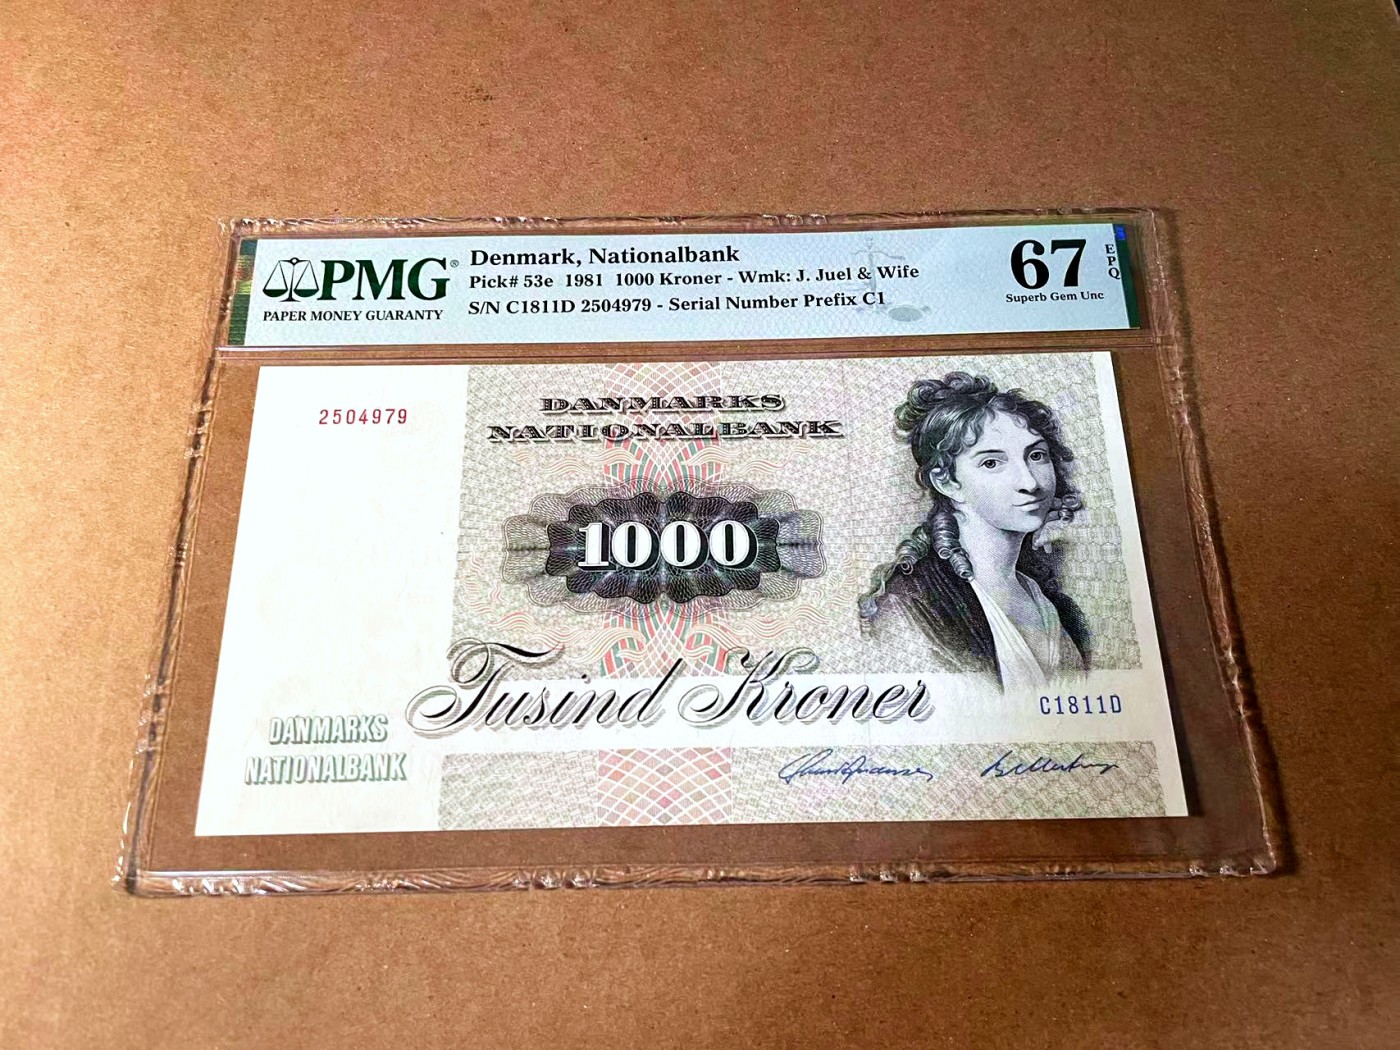 PMG®
PAPER MONEY GUARANTY
Denmark, Nationalbank
Pick# 53e 1981 1000 Kroner - Wmk: J. Juel & Wife
S/N C1811D 2504979 - Serial Number Prefix C1
67
EPQ
Superb Gem Unc
2504979
DANMARKS
NATIONALBANK
1000
Tusind Kroner
C1811D
DANMARKS
NATIONALBANK